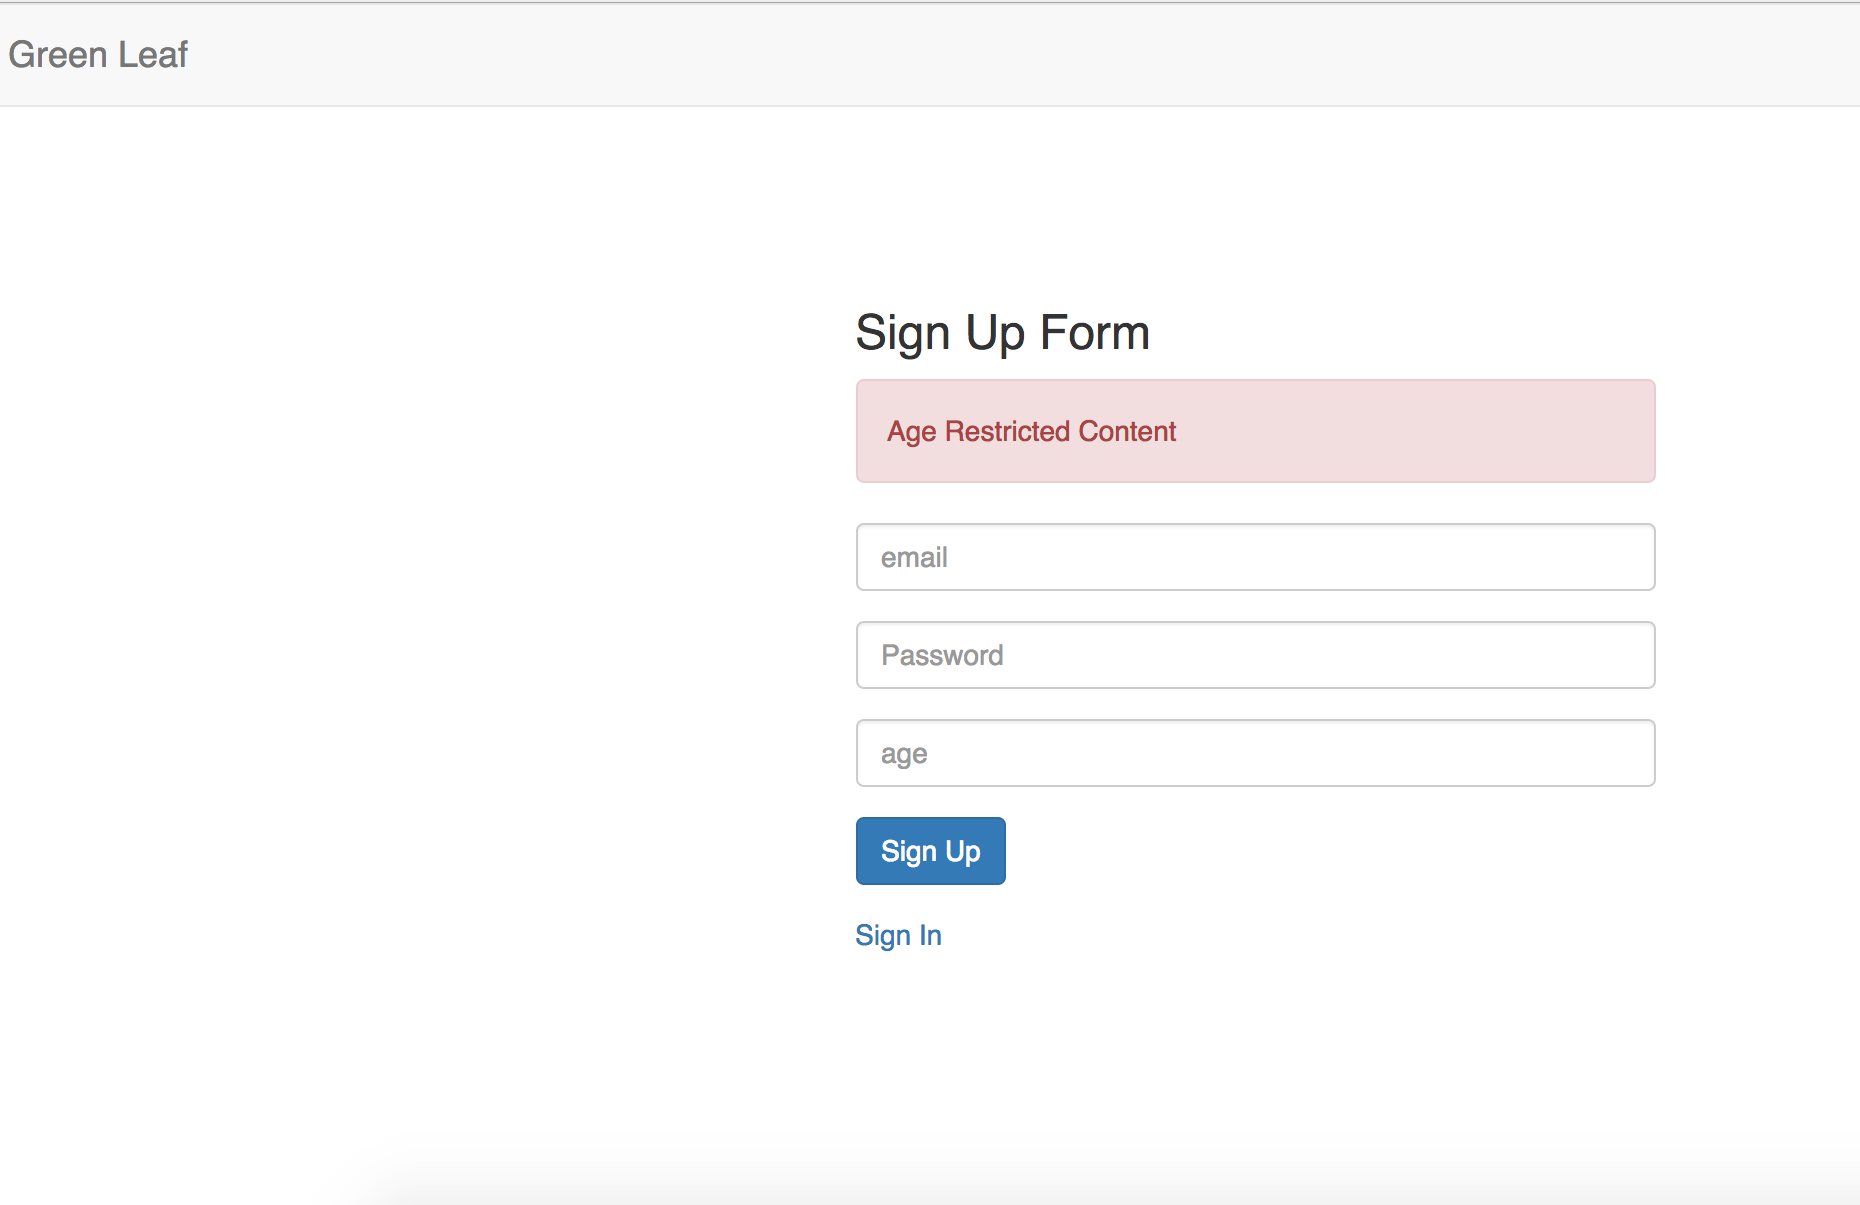 Green Leaf
Sign Up Form
Age Restricted Content
email
Password
age
Sign Up
Sign In